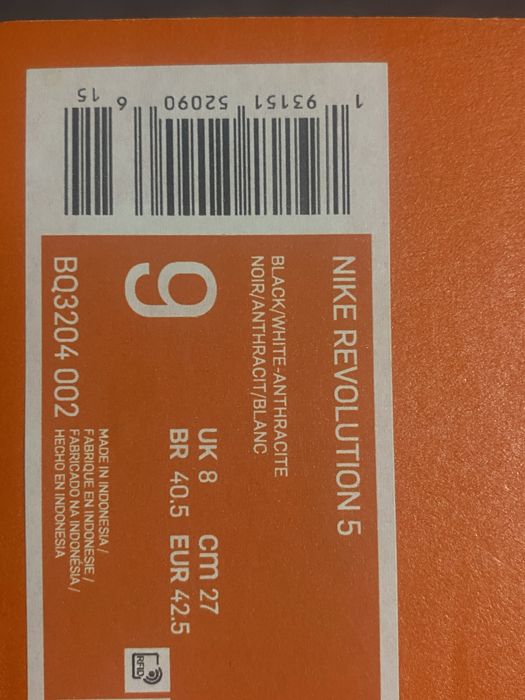 NIKE REVOLUTION 5
BLACK/WHITE-ANTHRACITE
NOIR/ANTHRACIT/BLANC
UK 8 cm 27
BR 40.5 EUR 42.5
9
MADE IN INDONESIA /
FABRIQUE EN INDONESIE /
FABRICADO NA INDONÉSIA /
HECHO EN INDONESIA
BQ3204 002
RFID
1 93151 52090 6 15